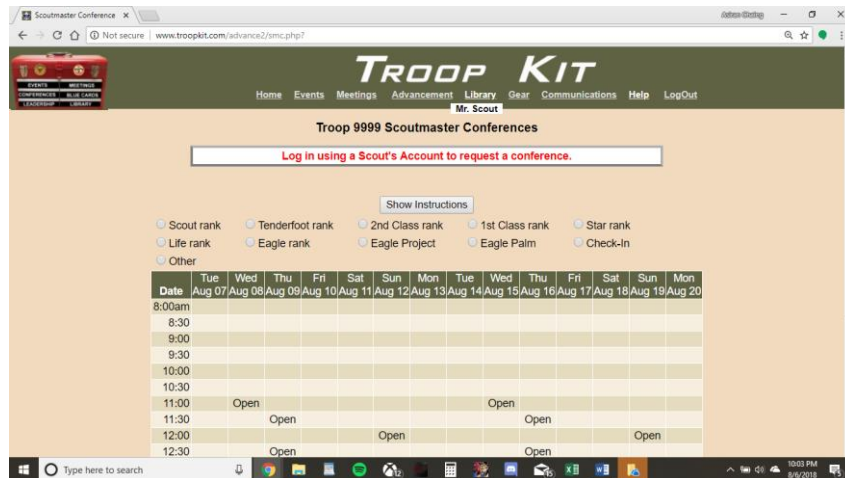 Scoutmaster Conference
Not secure | www.troopkit.com/advance2/smc.php?
EVENTS MEETINGS
CONFERENCES BLUE CARDS
LEADERSHIP LIBRARY
TROOP KIT
Home Events Meetings Advancement Library Gear Communications Help LogOut
Mr. Scout
Troop 9999 Scoutmaster Conferences
Log in using a Scout's Account to request a conference.
Show Instructions
Scout rank Tenderfoot rank 2nd Class rank 1st Class rank Star rank
Life rank Eagle rank Eagle Project Eagle Palm Check-In
Other
Tue Wed Thu Fri Sat Sun Mon Tue Wed Thu Fri Sat Sun Mon
Date Aug 07 Aug 08 Aug 09 Aug 10 Aug 11 Aug 12 Aug 13 Aug 14 Aug 15 Aug 16 Aug 17 Aug 18 Aug 19 Aug 20
8:00am
8:30
9:00
9:30
10:00
10:30
11:00 Open Open
11:30 Open Open
12:00 Open Open
12:30 Open Open
Type here to search
10:03 PM
8/6/2018